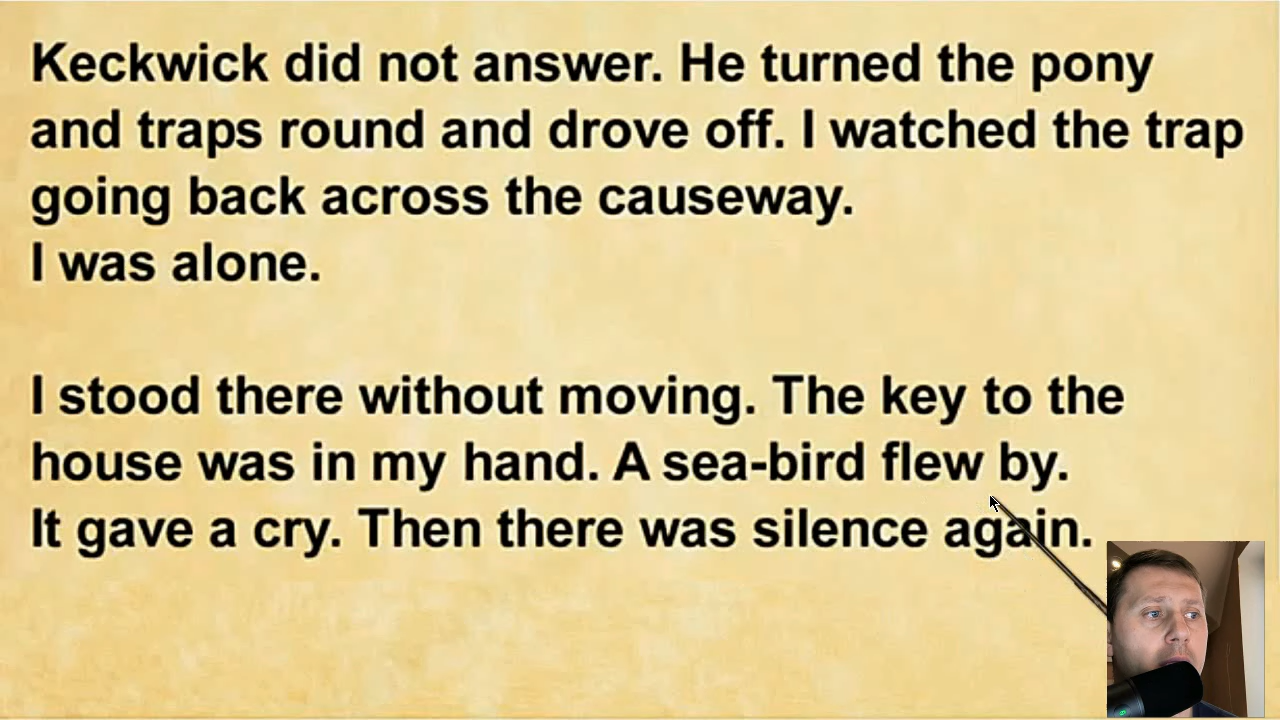 Keckwick did not answer. He turned the pony
and traps round and drove off. I watched the trap
going back across the causeway.
I was alone.
I stood there without moving. The key to the
house was in my hand. A sea-bird flew by.
It gave a cry. Then there was silence again.